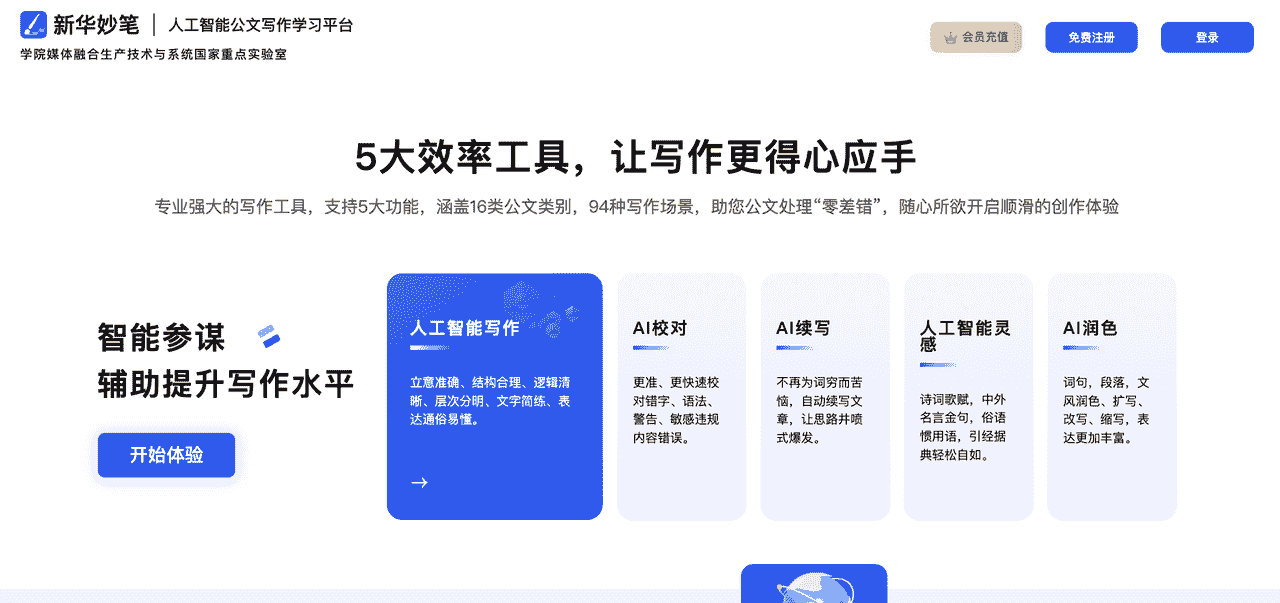 新华妙笔 | 人工智能公文写作学习平台
学院媒体融合生产技术与系统国家重点实验室
会员充值
免费注册
登录
5大效率工具，让写作更得心应手
专业强大的写作工具，支持5大功能，涵盖16类公文类别，94种写作场景，助您公文处理“零差错”，随心所欲开启顺滑的创作体验
智能参谋
辅助提升写作水平
开始体验
人工智能写作
立意准确、结构合理、逻辑清
晰、层次分明、文字简练、表
达通俗易懂。
AI校对
更准、更快速校
对错字、语法、
警告、敏感违规
内容错误。
AI续写
不再为词穷而苦
恼，自动续写文
章，让思路井喷
式爆发。
人工智能灵
感
诗词歌赋，中外
名言金句，俗语
惯用语，引经据
典轻松自如。
AI润色
词句，段落，文
风润色、扩写、
改写、缩写，表
达更加丰富。